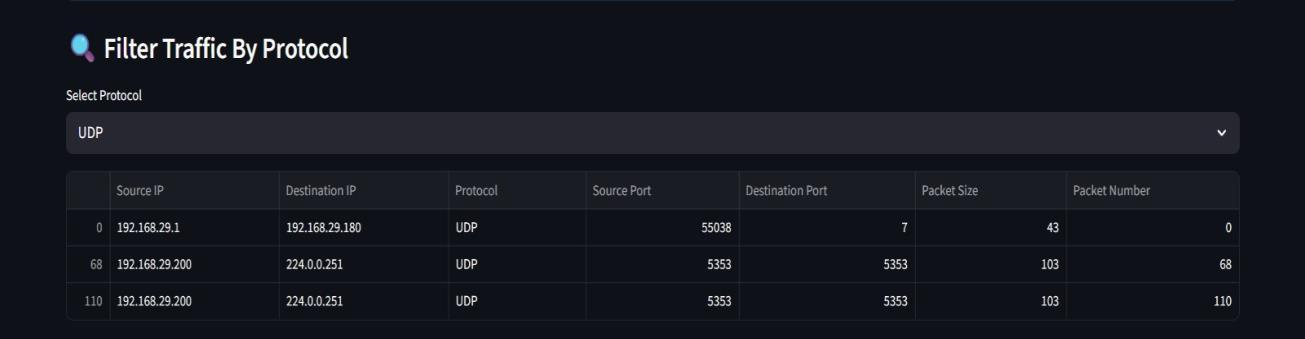 Filter Traffic By Protocol
Select Protocol
UDP
Source IP Destination IP Protocol Source Port Destination Port Packet Size Packet Number
0 192.168.29.1 192.168.29.180 UDP 55038 7 43 0
68 192.168.29.200 224.0.0.251 UDP 5353 5353 103 68
110 192.168.29.200 224.0.0.251 UDP 5353 5353 103 110